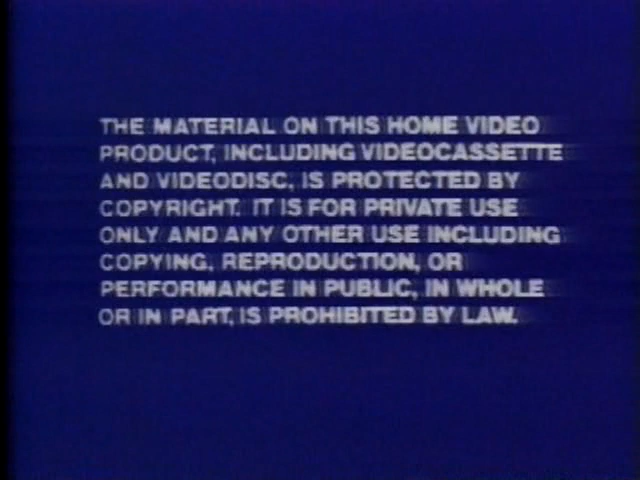 THE MATERIAL ON THIS HOME VIDEO
PRODUCT, INCLUDING VIDEOCASSETTE
AND VIDEODISC, IS PROTECTED BY
COPYRIGHT. IT IS FOR PRIVATE USE
ONLY AND ANY OTHER USE INCLUDING
COPYING, REPRODUCTION, OR
PERFORMANCE IN PUBLIC, IN WHOLE
OR IN PART, IS PROHIBITED BY LAW.